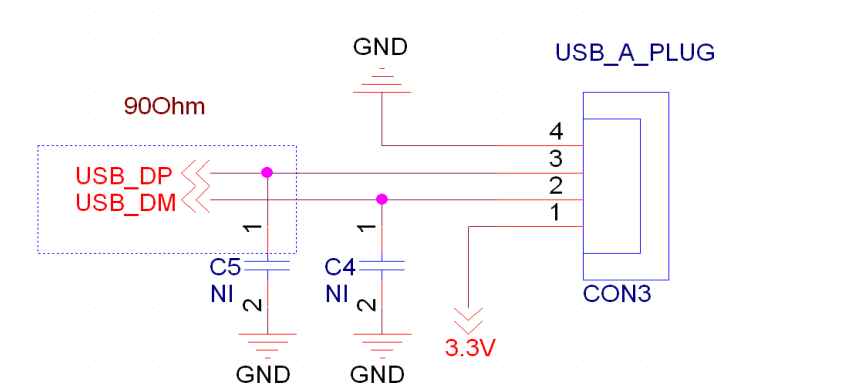 GND
USB_A_PLUG
90Ohm
4
3
2
1
USB_DP
USB_DM
1
1
C5
NI
C4
NI
2
2
CON3
3.3V
GND
GND